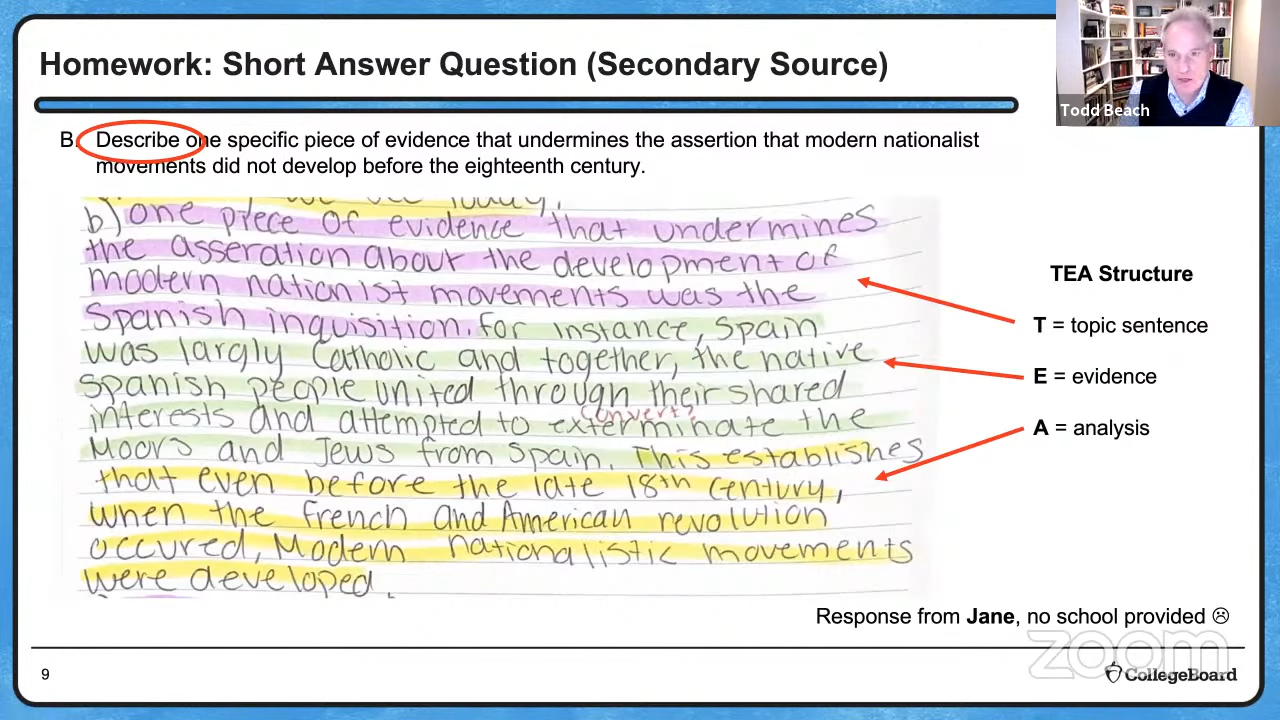 Homework: Short Answer Question (Secondary Source)
Todd Beach
B. Describe one specific piece of evidence that undermines the assertion that modern nationalist
movements did not develop before the eighteenth century.
we see today.
b) one piece of evidence that undermines
the asseration about the development of
modern nationist movements was the
Spanish inquisition. For instance, Spain
was largly Catholic and together, the native
Spanish people united through their shared
interests and attempted to exterminate the
convert?
Moors and Jews from Spain. This establishes
that even before the late 18th century,
when the French and American revolution
occured, Modern nationalistic movements
were developed.
TEA Structure
T = topic sentence
E = evidence
A = analysis
Response from Jane, no school provided ☹
zoom
9
CollegeBoard